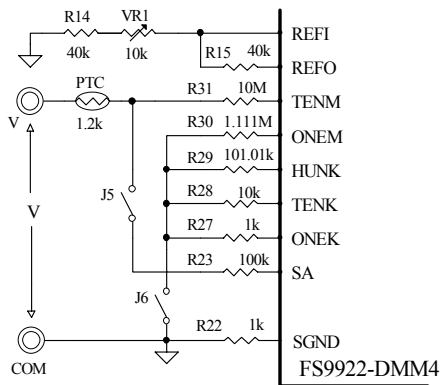 R14 VR1 REFI
40k 10k R15 40k REFO
PTC R31 10M TENM
V 1.2k R30 1.111M ONEM
R29 101.01k HUNK
V J5 R28 10k TENK
R27 1k ONEK
R23 100k SA
J6
R22 1k SGND
COM FS9922-DMM4